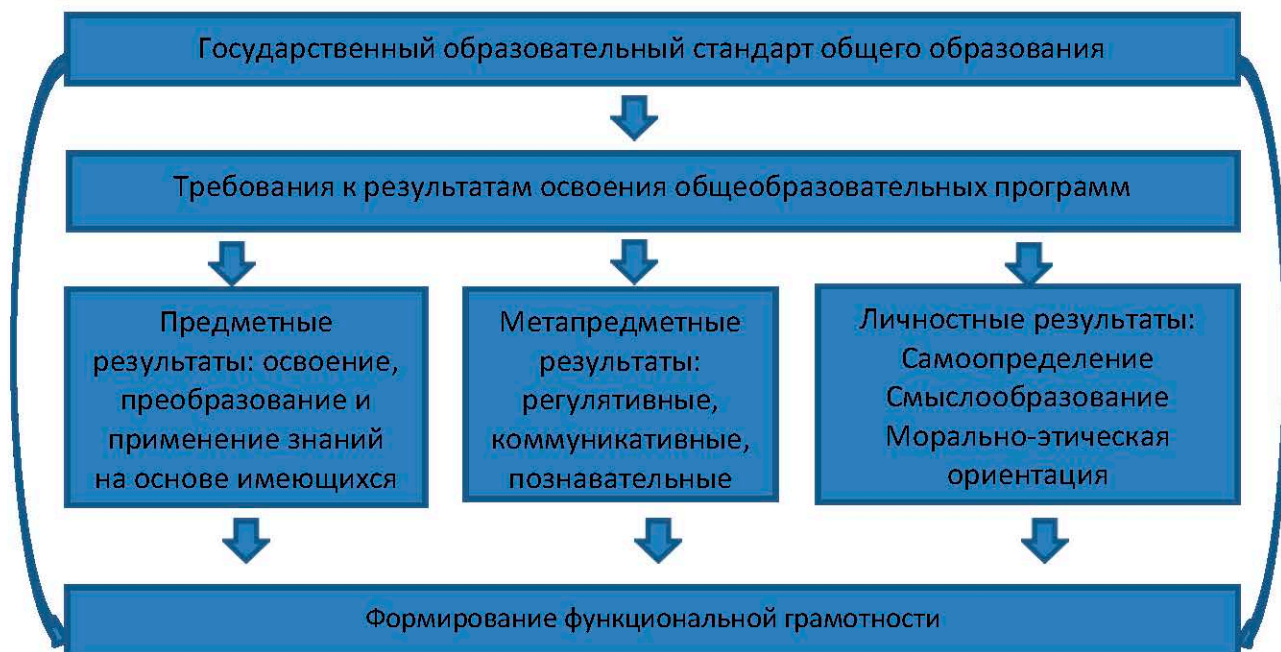 Государственный образовательный стандарт общего образования
Требования к результатам освоения общеобразовательных программ
Предметные
результаты: освоение,
преобразование и
применение знаний
на основе имеющихся
Метапредметные
результаты:
регулятивные,
коммуникативные,
познавательные
Личностные результаты:
Самоопределение
Смыслообразование
Морально-этическая
ориентация
Формирование функциональной грамотности